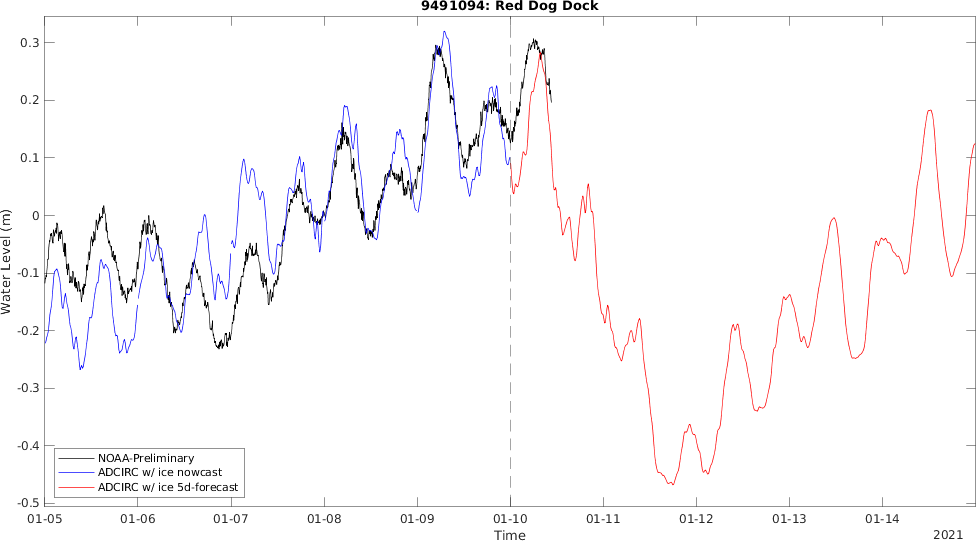 9491094: Red Dog Dock
0.3
0.2
0.1
0
-0.1
-0.2
-0.3
-0.4
-0.5
Water Level (m)
NOAA-Preliminary
ADCIRC w/ ice nowcast
ADCIRC w/ ice 5d-forecast
01-05 01-06 01-07 01-08 01-09 01-10 01-11 01-12 01-13 01-14
Time
2021